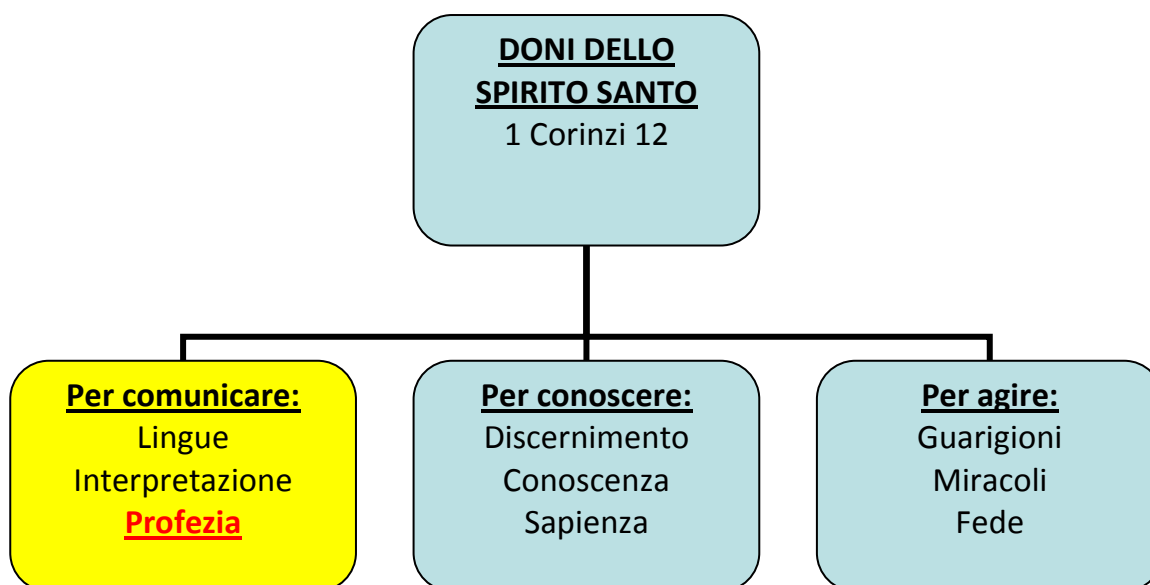 DONI DELLO
SPIRITO SANTO
1 Corinzi 12
Per comunicare:
Lingue
Interpretazione
Profezia
Per conoscere:
Discernimento
Conoscenza
Sapienza
Per agire:
Guarigioni
Miracoli
Fede